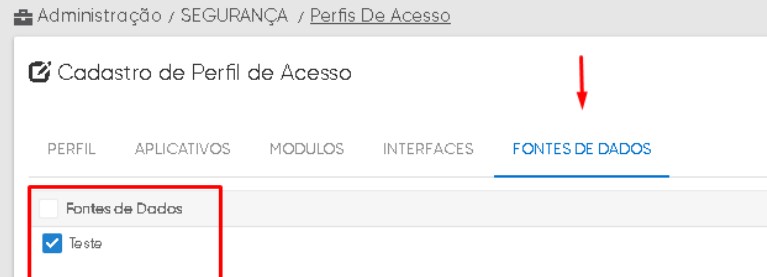 Administração / SEGURANÇA / Perfis De Acesso
Cadastro de Perfil de Acesso
PERFIL APLICATIVOS MODULOS INTERFACES FONTES DE DADOS
Fontes de Dados
Teste